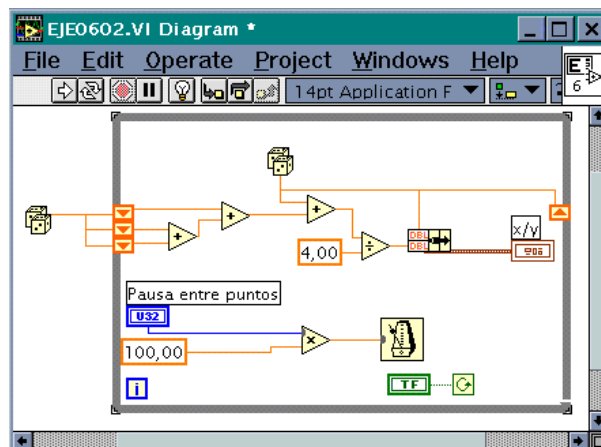 EJE0602.VI Diagram *
File Edit Operate Project Windows Help
14pt Application F
E
6
x/y
DBL
DBL
4,00
Pausa entre puntos
U32
100,00
i
TF